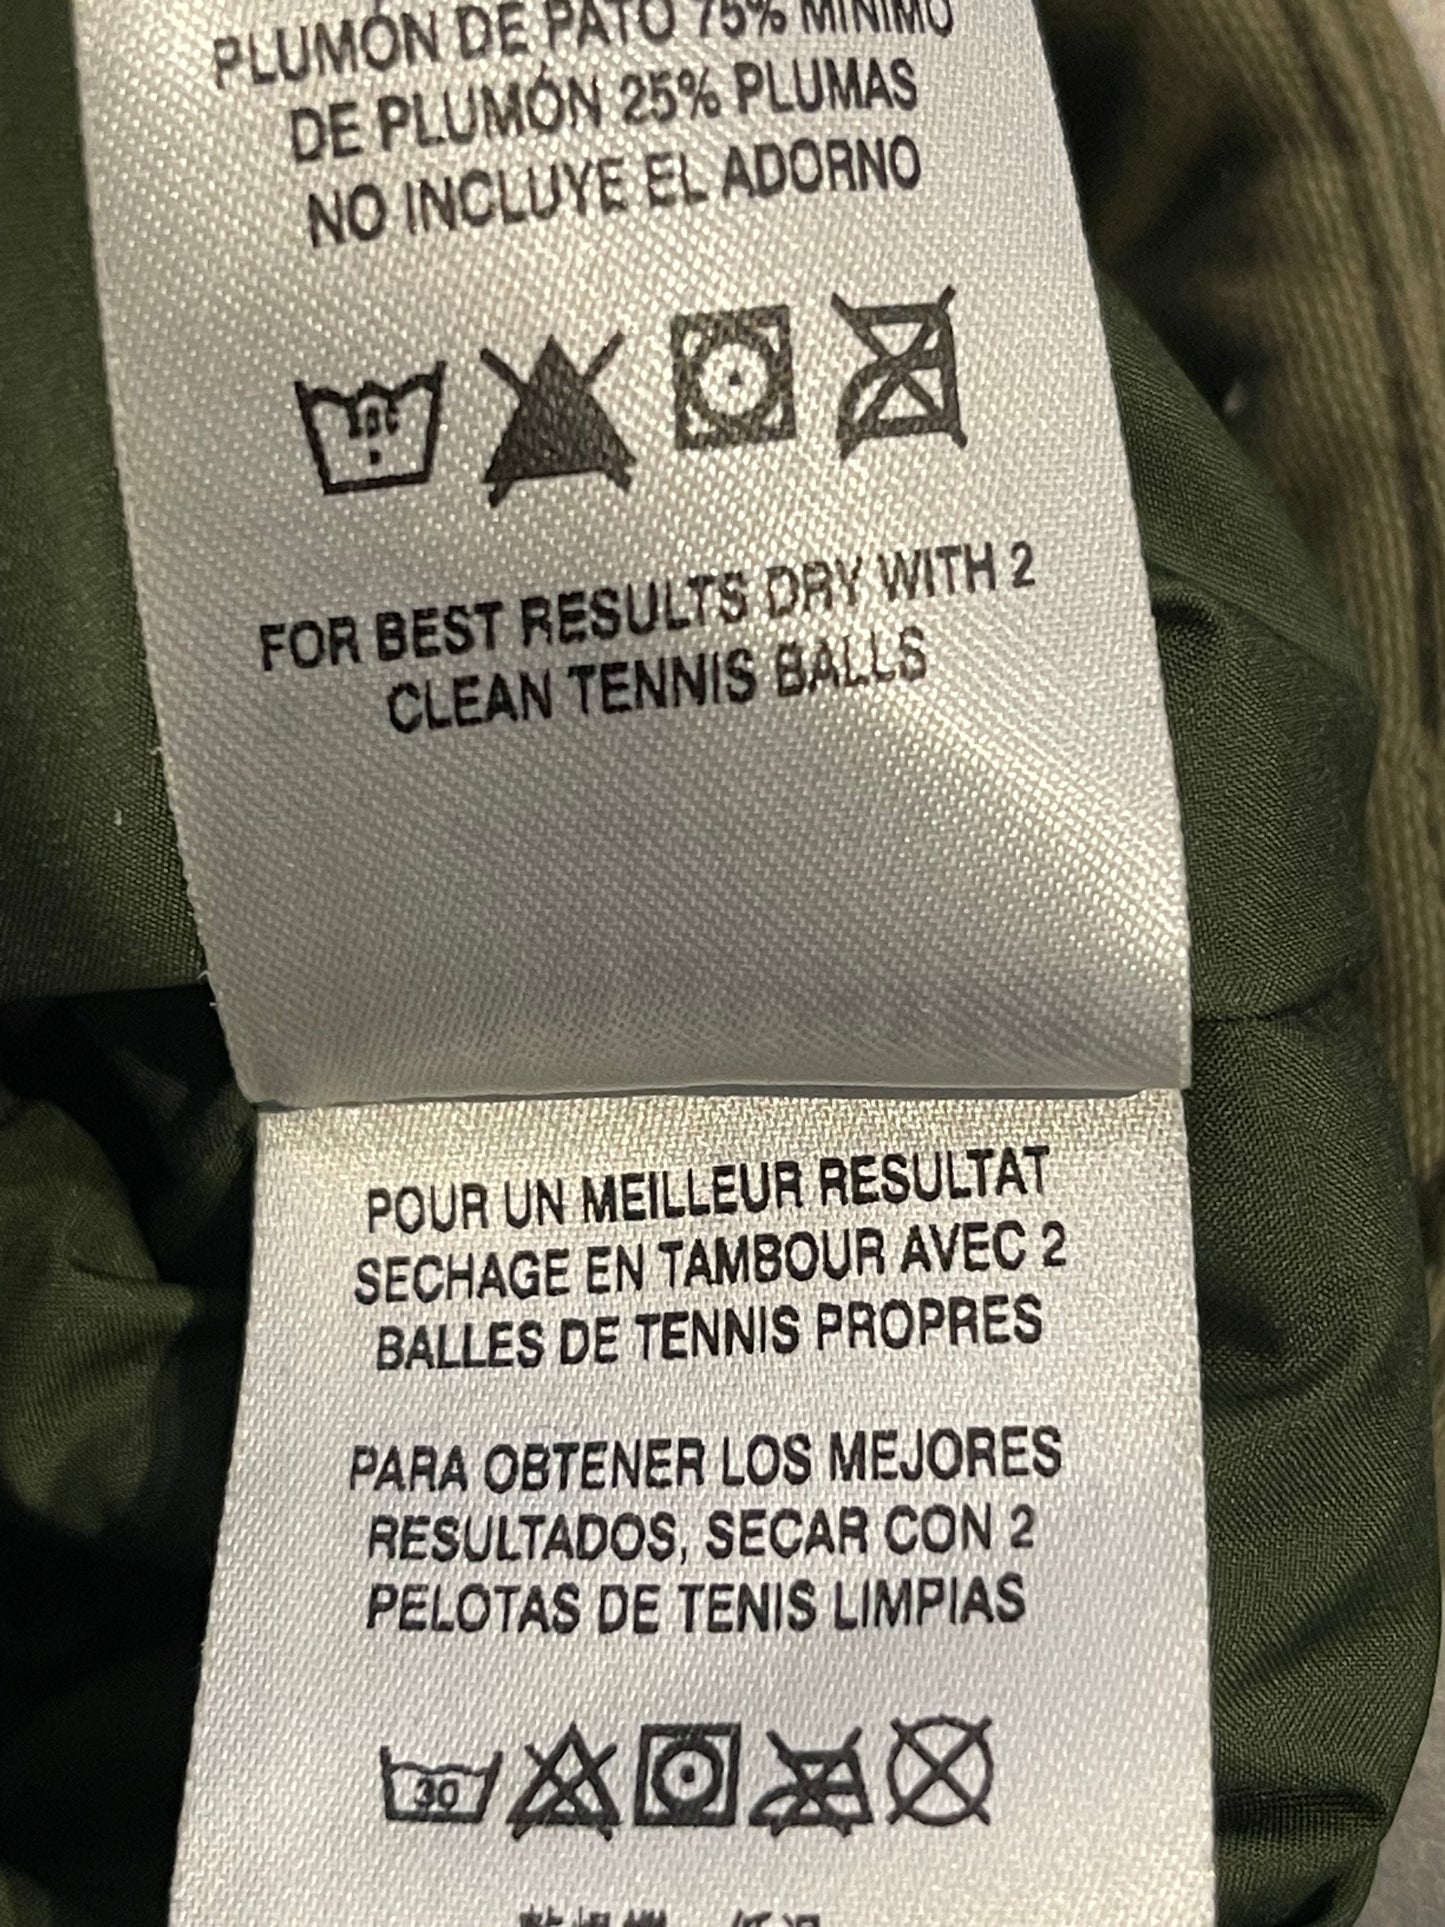 PLUMÓN DE PATO 75% MINIMO
DE PLUMÓN 25% PLUMAS
NO INCLUYE EL ADORNO
FOR BEST RESULTS DRY WITH 2
CLEAN TENNIS BALLS
POUR UN MEILLEUR RESULTAT
SECHAGE EN TAMBOUR AVEC 2
BALLES DE TENNIS PROPRES
PARA OBTENER LOS MEJORES
RESULTADOS, SECAR CON 2
PELOTAS DE TENIS LIMPIAS
30